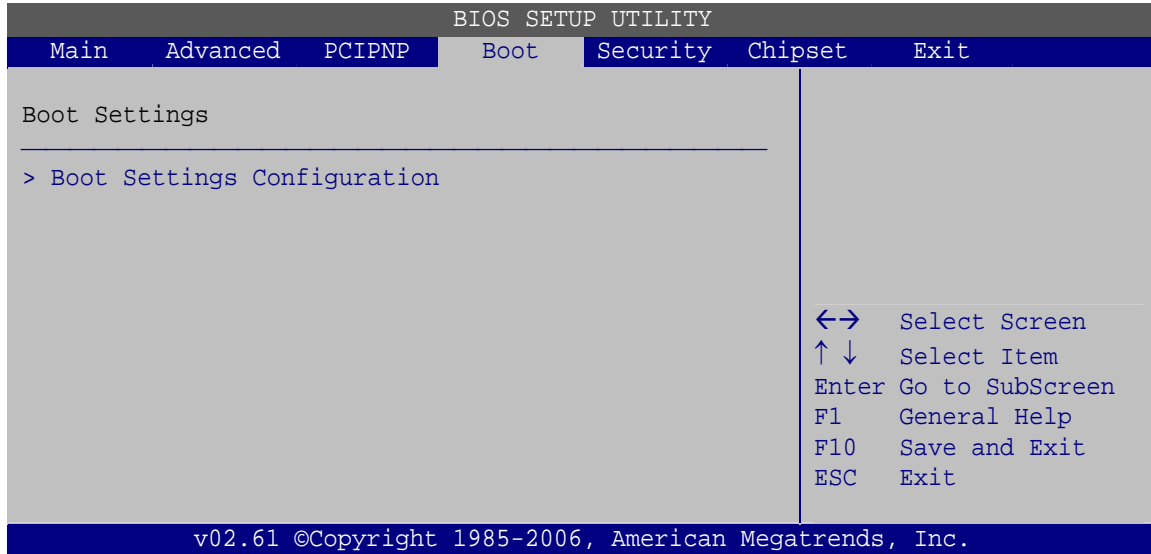 BIOS SETUP UTILITY
Main Advanced PCIPNP Boot Security Chipset Exit
Boot Settings
> Boot Settings Configuration
←→ Select Screen
↑ ↓ Select Item
Enter Go to SubScreen
F1 General Help
F10 Save and Exit
ESC Exit
v02.61 ©Copyright 1985-2006, American Megatrends, Inc.